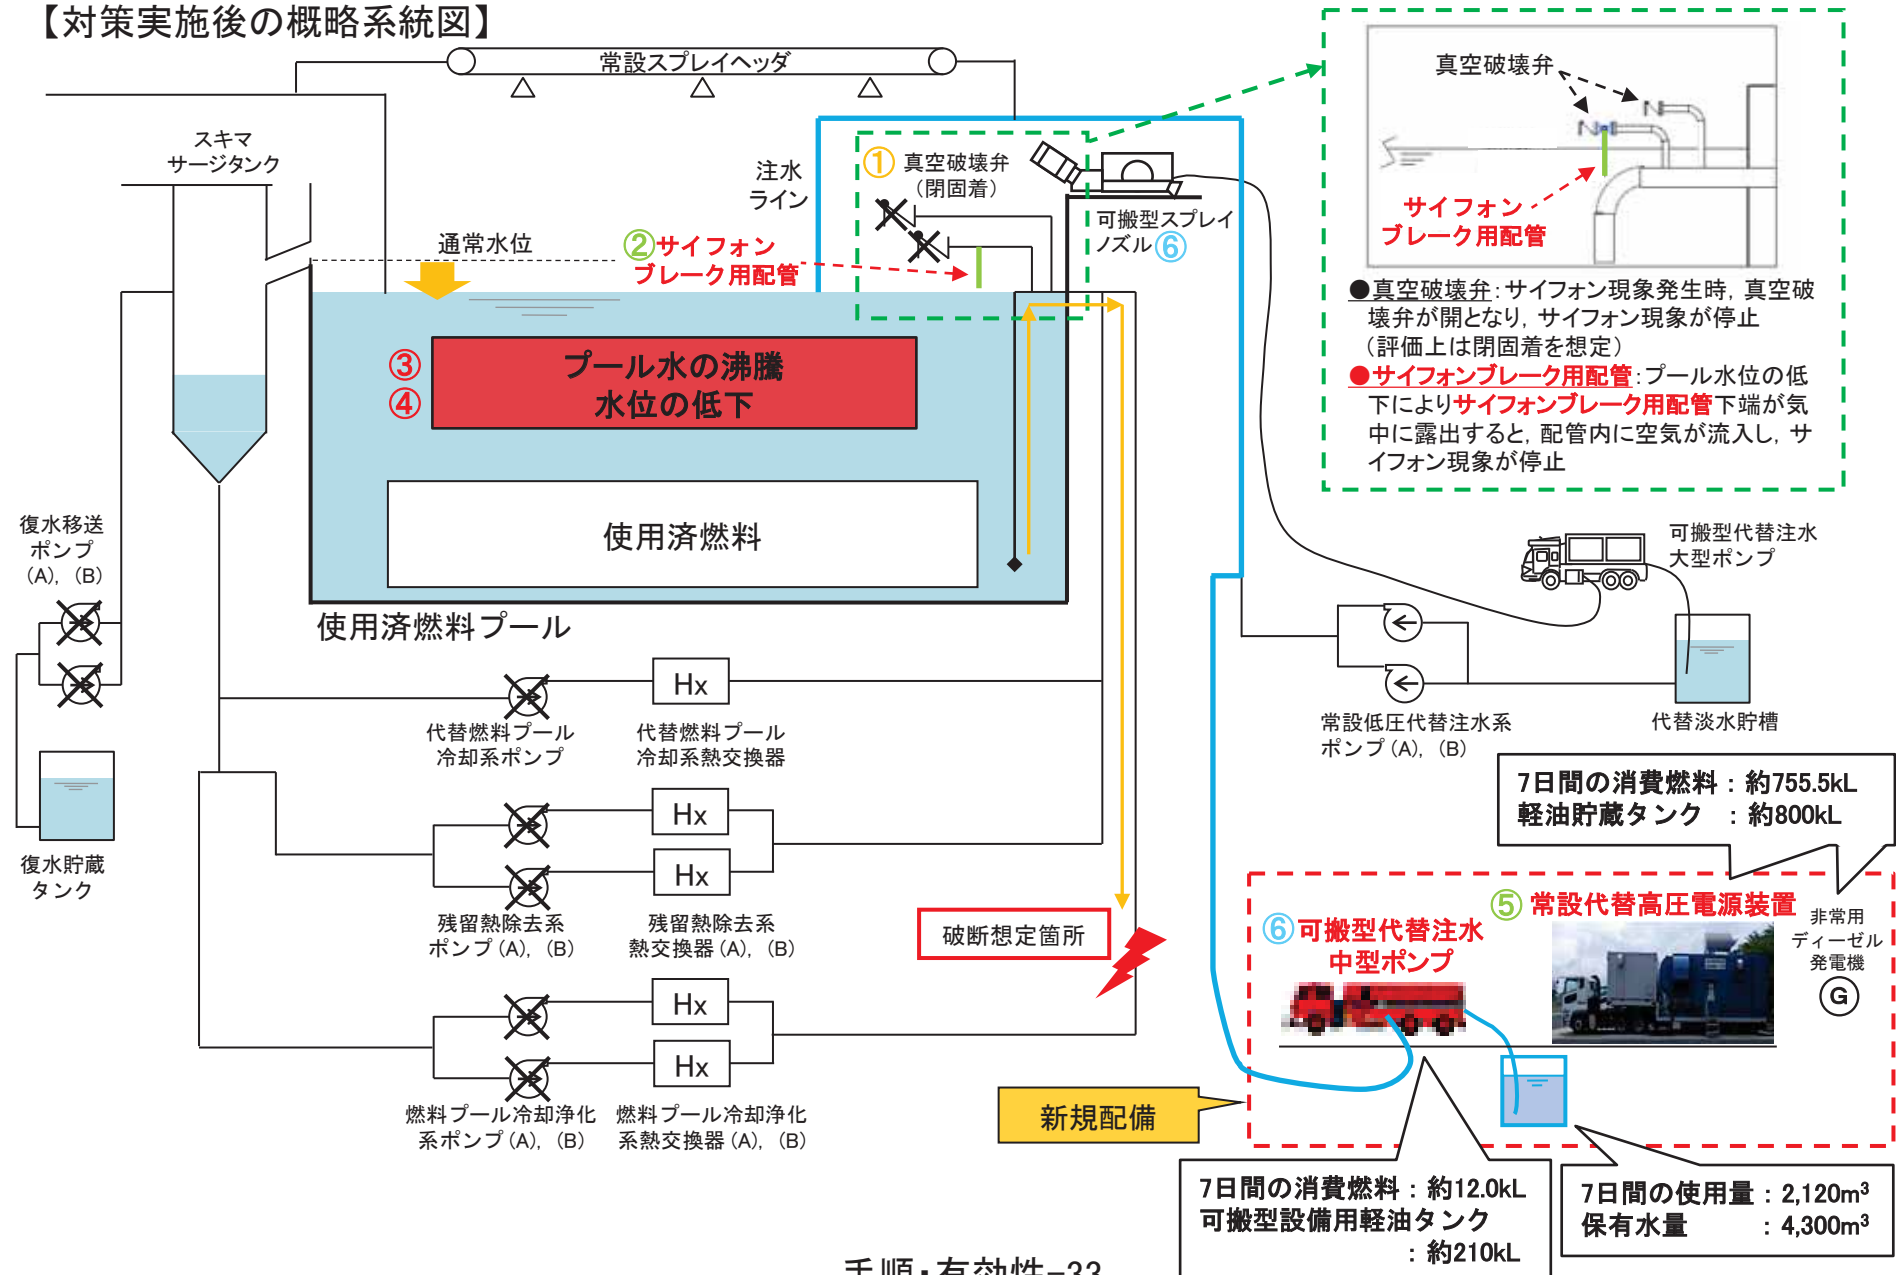 【対策実施後の概略系統図】
常設スプレイヘッダ
スキマ
サージタンク
通常水位
注水
ライン
① 真空破壊弁
（閉固着）
②サイフォン
ブレーク用配管
可搬型スプレイ
ノズル⑥
③
④
プール水の沸騰
水位の低下
使用済燃料
使用済燃料プール
真空破壊弁
サイフォン
ブレーク用配管
●真空破壊弁：サイフォン現象発生時，真空破
壊弁が開となり，サイフォン現象が停止
（評価上は閉固着を想定）
●サイフォンブレーク用配管：プール水位の低
下によりサイフォンブレーク用配管下端が気
中に露出すると，配管内に空気が流入し，サ
イフォン現象が停止
復水移送
ポンプ
（A），（B）
復水貯蔵
タンク
Hx
代替燃料プール
冷却系ポンプ
代替燃料プール
冷却系熱交換器
Hx
Hx
残留熱除去系
ポンプ（A），（B）
残留熱除去系
熱交換器（A），（B）
Hx
Hx
燃料プール冷却浄化
系ポンプ（A），（B）
燃料プール冷却浄化
系熱交換器（A），（B）
破断想定箇所
可搬型代替注水
大型ポンプ
常設低圧代替注水系
ポンプ（A），（B）
代替淡水貯槽
7日間の消費燃料：約755.5kL
軽油貯蔵タンク　：約800kL
⑤ 常設代替高圧電源装置
⑥可搬型代替注水
中型ポンプ
非常用
ディーゼル
発電機
G
新規配備
7日間の消費燃料：約12.0kL
可搬型設備用軽油タンク
：約210kL
7日間の使用量：2,120m³
保有水量　　：4,300m³
手順・有効性-33